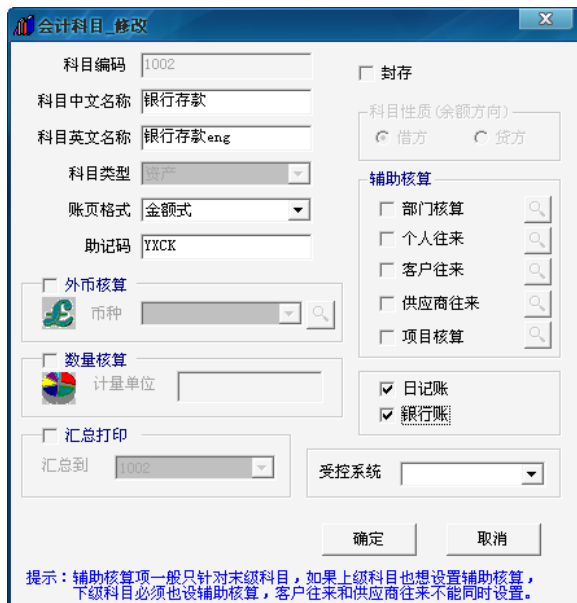 会计科目_修改
科目编码 1002
封存
科目中文名称 银行存款
科目性质(余额方向)
借方 贷方
科目英文名称 银行存款eng
科目类型 资产
辅助核算
账页格式 金额式
部门核算
助记码 YXCK
个人往来
客户往来
外币核算
币种
供应商往来
项目核算
数量核算
计量单位
日记账
银行账
汇总打印
汇总到 1002
受控系统
确定 取消
提示：辅助核算项一般只针对末级科目，如果上级科目也想设置辅助核算，
下级科目必须也设辅助核算，客户往来和供应商往来不能同时设置。